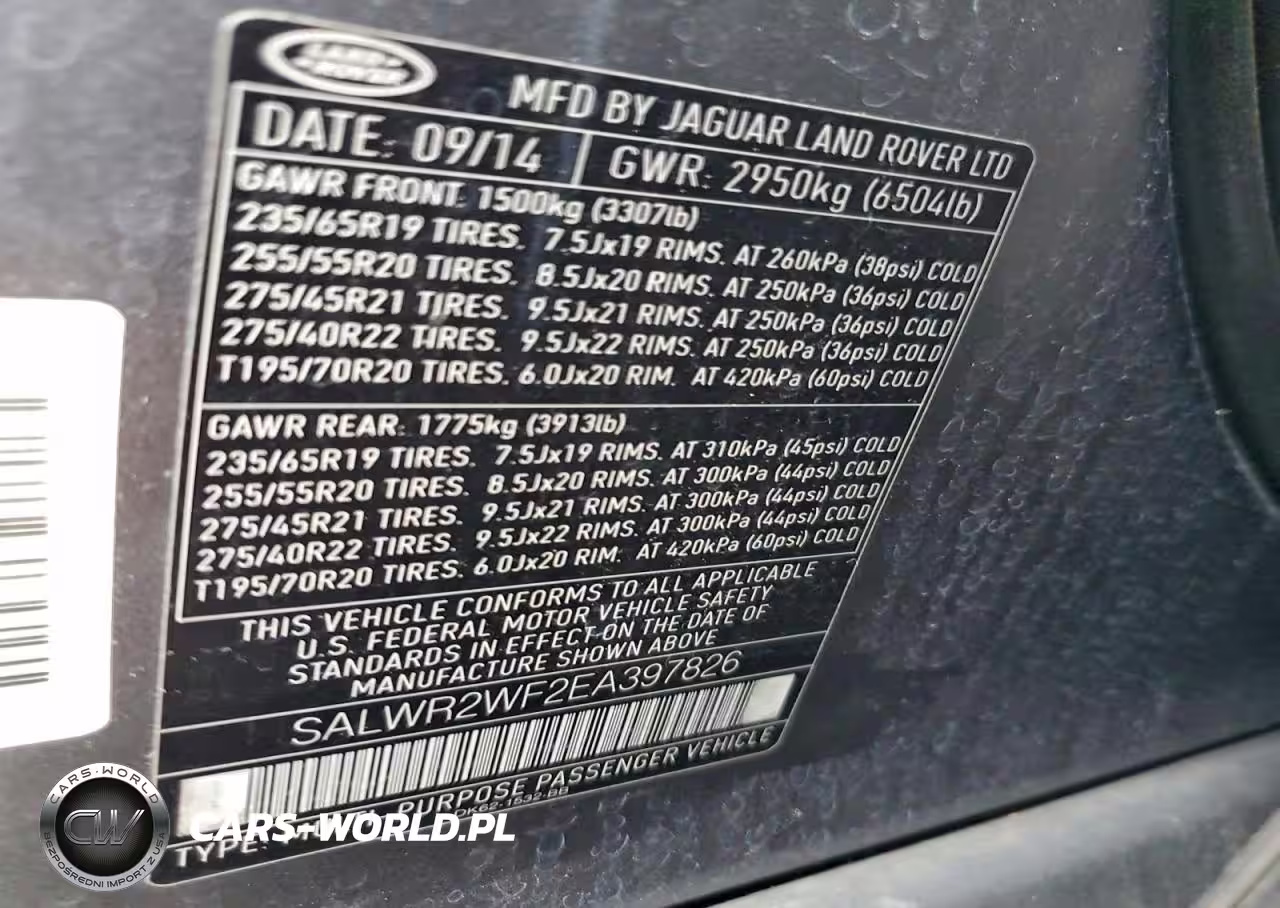 LAND
ROVER
MFD BY JAGUAR LAND ROVER LTD
DATE: 09/14 GWR: 2950kg (6504lb)
GAWR FRONT: 1500kg (3307lb)
235/65R19 TIRES. 7.5Jx19 RIMS. AT 260kPa (38psi) COLD
255/55R20 TIRES. 8.5Jx20 RIMS. AT 250kPa (36psi) COLD
275/45R21 TIRES. 9.5Jx21 RIMS. AT 250kPa (36psi) COLD
275/40R22 TIRES. 9.5Jx22 RIMS. AT 250kPa (36psi) COLD
T195/70R20 TIRES. 6.0Jx20 RIM. AT 420kPa (60psi) COLD
GAWR REAR: 1775kg (3913lb)
235/65R19 TIRES. 7.5Jx19 RIMS. AT 310kPa (45psi) COLD
255/55R20 TIRES. 8.5Jx20 RIMS. AT 300kPa (44psi) COLD
275/45R21 TIRES. 9.5Jx21 RIMS. AT 300kPa (44psi) COLD
275/40R22 TIRES. 9.5Jx22 RIMS. AT 300kPa (44psi) COLD
T195/70R20 TIRES. 6.0Jx20 RIM. AT 420kPa (60psi) COLD
THIS VEHICLE CONFORMS TO ALL APPLICABLE
U.S. FEDERAL MOTOR VEHICLE SAFETY
STANDARDS IN EFFECT ON THE DATE OF
MANUFACTURE SHOWN ABOVE
SALWR2WF2EA397826
TYPE: PURPOSE PASSENGER VEHICLE
DK62-1532-BB
CARS-WORLD
CW
BEZPOŚREDNI IMPORT Z USA
CARS-WORLD.PL